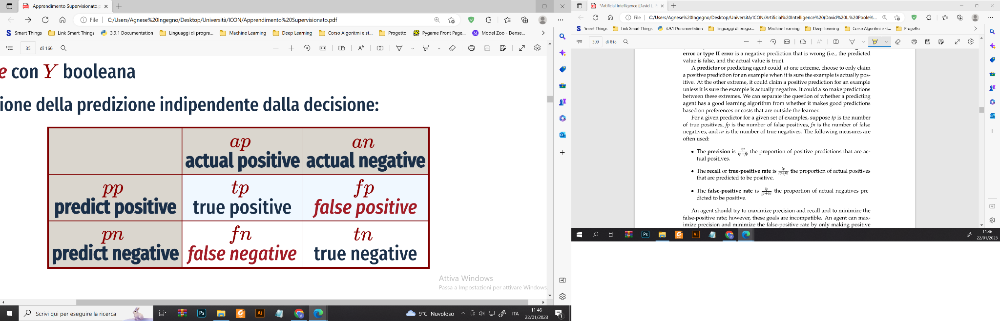 Apprendimento Supervisionato.p
File
C:/Users/Agnese%20Ingegno/Desktop/Università/ICON/Apprendimento%20Supervisionato.pdf
Smart Things
Link Smart Things
3.9.1 Documentation
Linguaggi di progra...
Machine Learning
Deep Learning
Corso Algoritmi e st...
Progetto
Pygame Front Page...
Model Zoo - Dense...
35 di 166
e con Y booleana
ione della predizione indipendente dalla decisione:
ap an
actual positive actual negative
pp tp fp
predict positive true positive false positive
pn fn tn
predict negative false negative true negative
Attiva Windows
Passa a Impostazioni per attivare Windows.
Scrivi qui per eseguire la ricerca
Ps
Ai
9°C Nuvoloso
ITA
11:46
22/01/2023
1
*Artificial Intelligence (David L. P
File
C:/Users/Agnese%20Ingegno/Desktop/Università/ICON/Artificial%20Intelligence%20(David%20L.%20Poole%...
Smart Things
Link Smart Things
3.9.1 Documentation
Linguaggi di progra...
Machine Learning
Deep Learning
Corso Algoritmi e st...
Progetto
309 di 818
error or type II error is a negative prediction that is wrong (i.e., the predicted
value is false, and the actual value is true).
A predictor or predicting agent could, at one extreme, choose to only claim
a positive prediction for an example when it is sure the example is actually pos-
itive. At the other extreme, it could claim a positive prediction for an example
unless it is sure the example is actually negative. It could also make predictions
between these extremes. We can separate the question of whether a predicting
agent has a good learning algorithm from whether it makes good predictions
based on preferences or costs that are outside the learner.
For a given predictor for a given set of examples, suppose tp is the number
of true positives, fp is the number of false positives, fn is the number of false
negatives, and tn is the number of true negatives. The following measures are
often used:
• The precision is tp/(tp+fp) the proportion of positive predictions that are ac-
tual positives.
• The recall or true-positive rate is tp/(tp+fn) the proportion of actual positives
that are predicted to be positive.
• The false-positive rate is fp/(fp+tn) the proportion of actual negatives pre-
dicted to be positive.
An agent should try to maximize precision and recall and to minimize the
false-positive rate; however, these goals are incompatible. An agent can max-
imize precision and minimize the false-positive rate by only making positive
Ps
Ai
11:46
22/01/2023